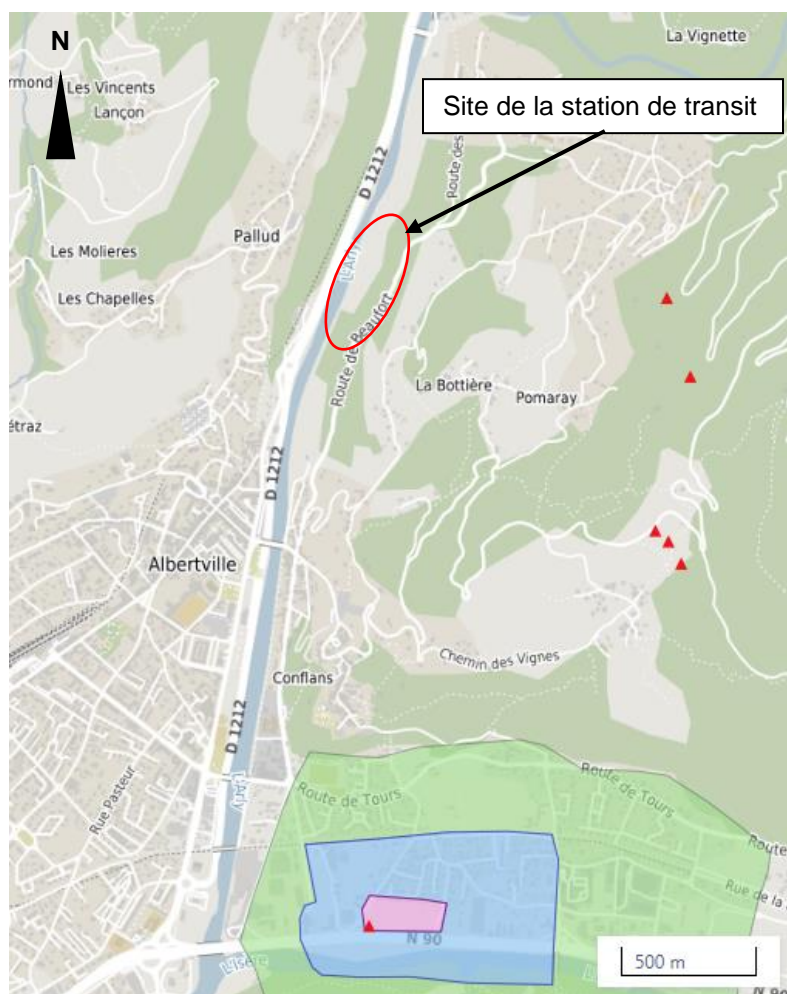 N
La Vignette
rmond
Les Vincents
Lançon
Site de la station de transit
D 1212
Route des
Pallud
L'Arly
Les Molieres
Les Chapelles
Route de Beaufort
La Bottière
Pomaray
étraz
D 1212
Albertville
Chemin des Vignes
Conflans
D 1212
L'Arly
Rue Pasteur
Route de Tours
Route de Tours
Route
Rue de la
N 90
L'Isère
500 m
N 90